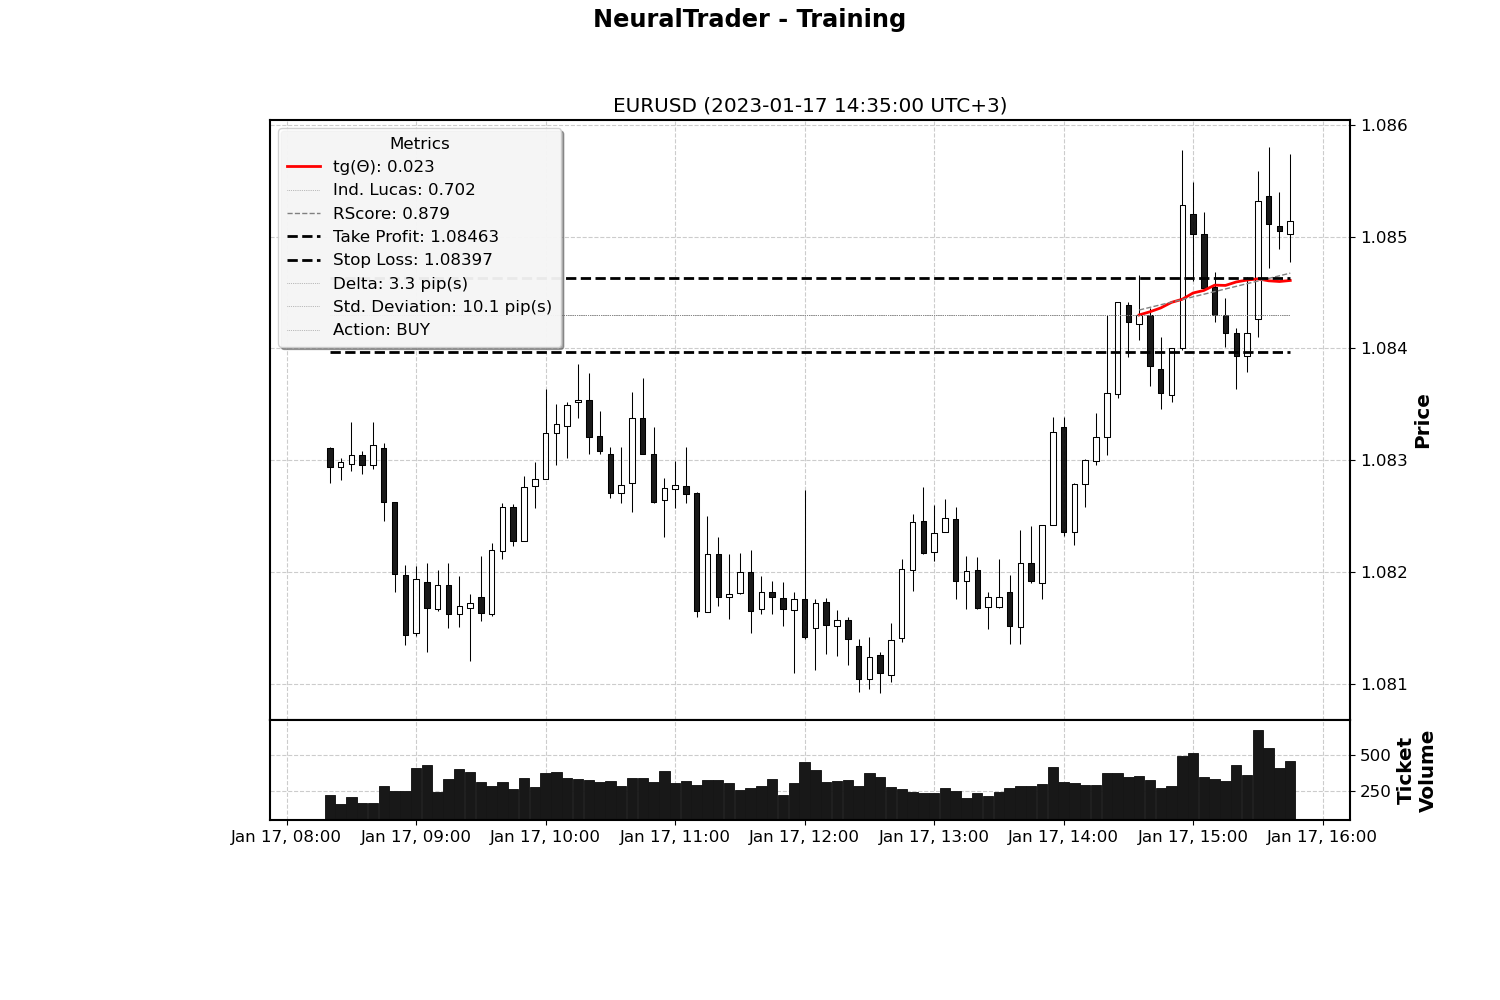 NeuralTrader - Training
EURUSD (2023-01-17 14:35:00 UTC+3)
Metrics
tg(Θ): 0.023
Ind. Lucas: 0.702
RScore: 0.879
Take Profit: 1.08463
Stop Loss: 1.08397
Delta: 3.3 pip(s)
Std. Deviation: 10.1 pip(s)
Action: BUY
1.086
1.085
1.084
1.083
1.082
1.081
Price
500
250
Ticket
Volume
Jan 17, 08:00
Jan 17, 09:00
Jan 17, 10:00
Jan 17, 11:00
Jan 17, 12:00
Jan 17, 13:00
Jan 17, 14:00
Jan 17, 15:00
Jan 17, 16:00